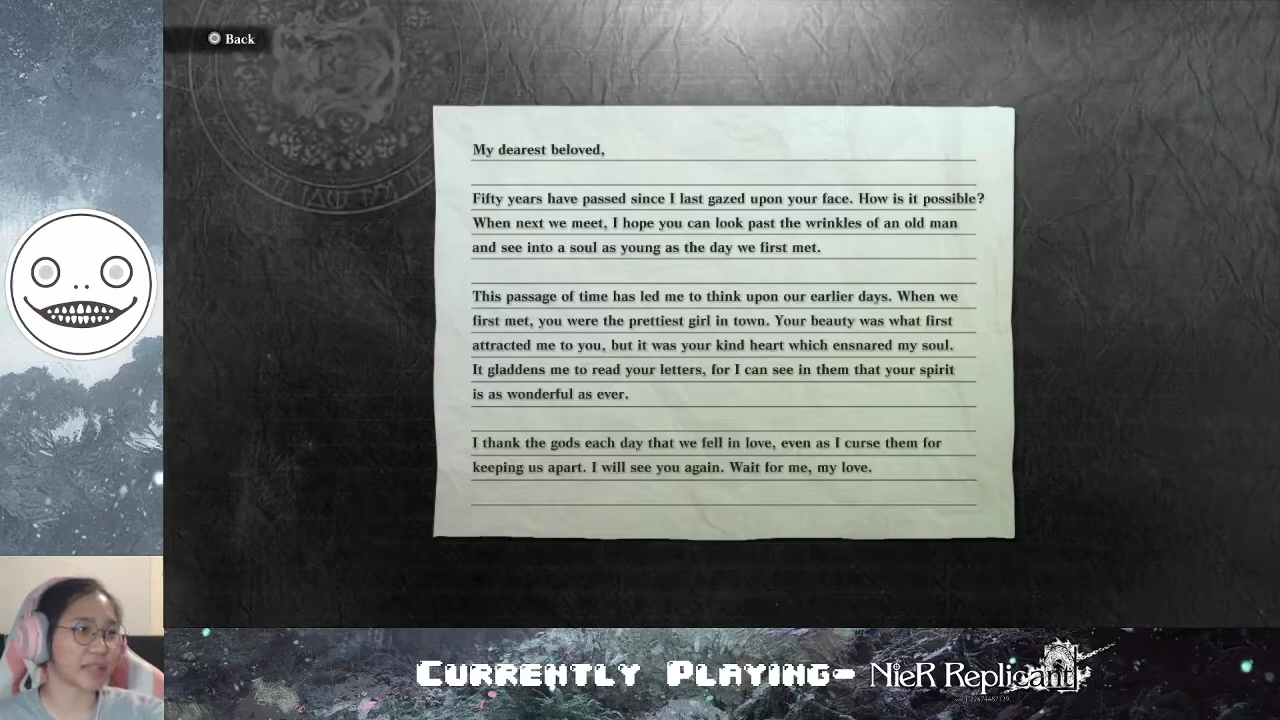 Back
My dearest beloved,
Fifty years have passed since I last gazed upon your face. How is it possible?
When next we meet, I hope you can look past the wrinkles of an old man
and see into a soul as young as the day we first met.
This passage of time has led me to think upon our earlier days. When we
first met, you were the prettiest girl in town. Your beauty was what first
attracted me to you, but it was your kind heart which ensnared my soul.
It gladdens me to read your letters, for I can see in them that your spirit
is as wonderful as ever.
I thank the gods each day that we fell in love, even as I curse them for
keeping us apart. I will see you again. Wait for me, my love.
Currently Playing- NieR Replicant